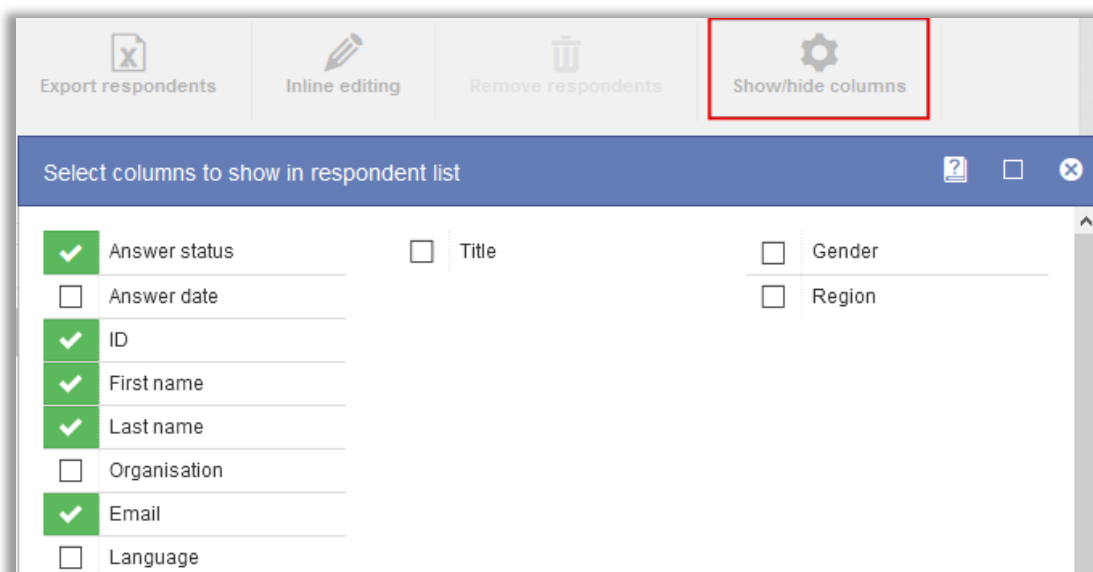 Export respondents
Inline editing
Remove respondents
Show/hide columns
Select columns to show in respondent list
Answer status
Title
Gender
Answer date
Region
ID
First name
Last name
Organisation
Email
Language